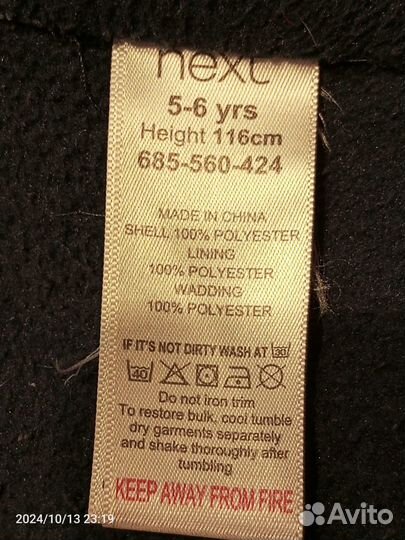 next
5-6 yrs
Height 116cm
685-560-424
MADE IN CHINA
SHELL 100% POLYESTER
LINING
100% POLYESTER
WADDING
100% POLYESTER
IF IT'S NOT DIRTY WASH AT 30
40
Do not iron trim
To restore bulk, cool tumble
dry garments separately
and shake thoroughly after
tumbling
KEEP AWAY FROM FIRE
2024/10/13 23:19
Avito